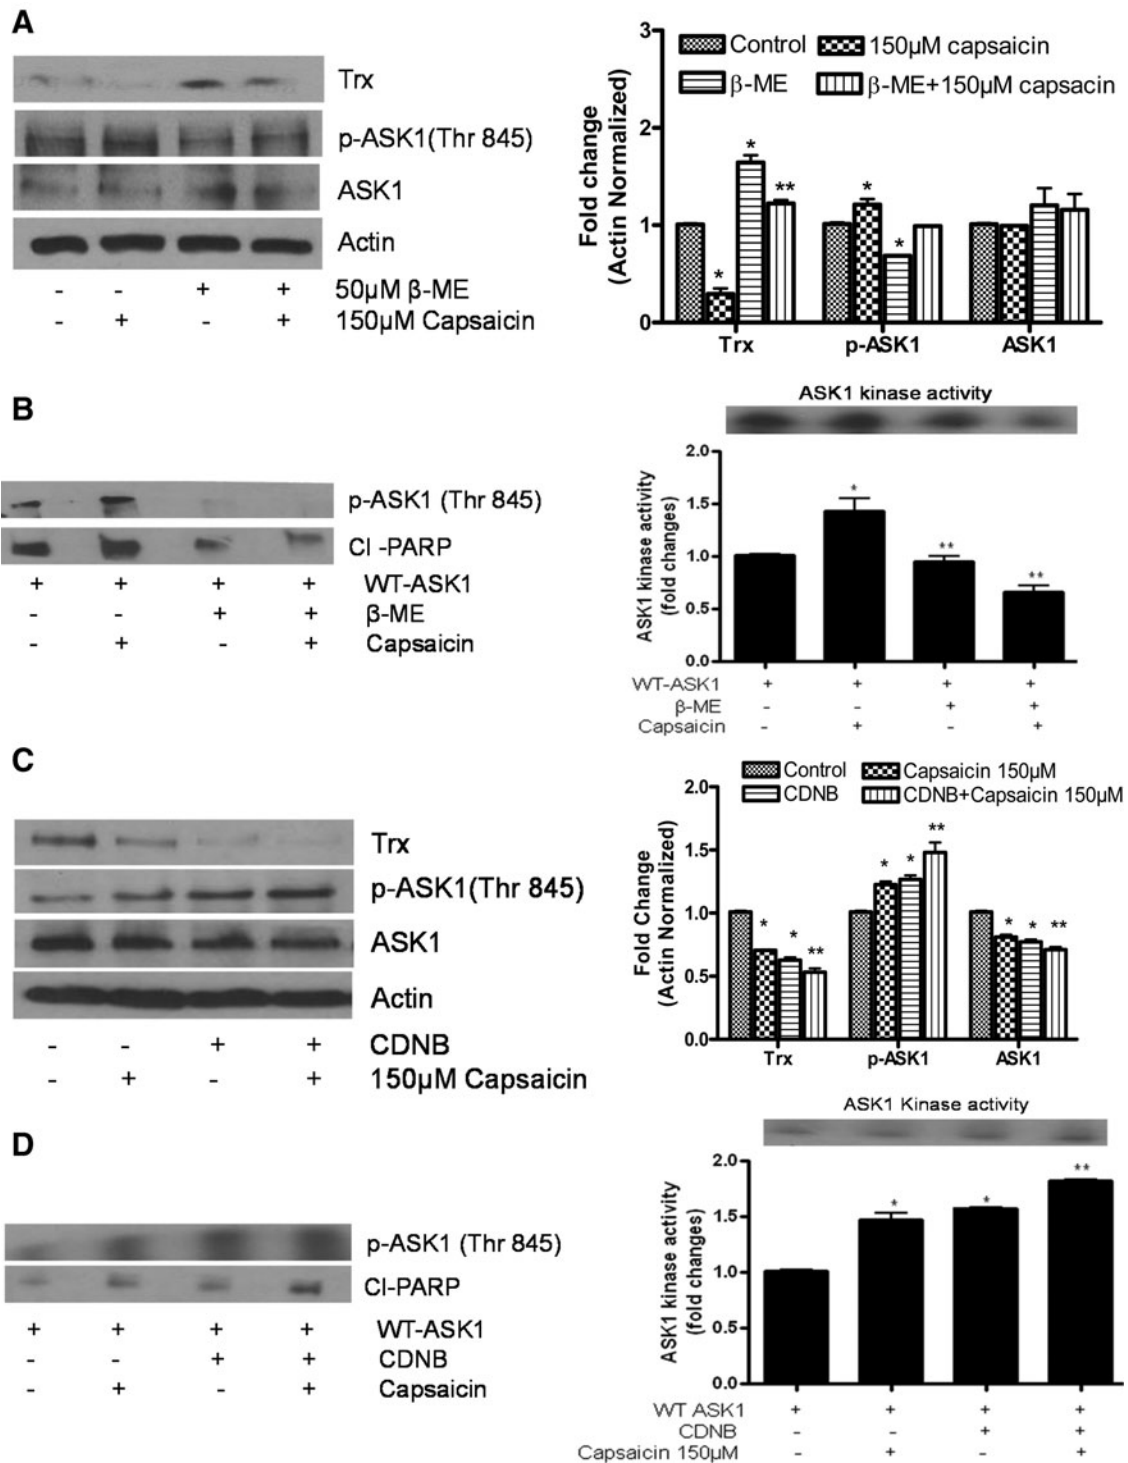 A
Trx
p-ASK1(Thr 845)
ASK1
Actin
- - + + 50µM β-ME
- + - + 150µM Capsaicin
3
2
1
0
Fold change
(Actin Normalized)
Control 150µM capsaicin
β-ME β-ME+150µM capsacin
*
*
**
*
*
Trx p-ASK1 ASK1
B
p-ASK1 (Thr 845)
Cl -PARP
+ + + + WT-ASK1
- - + + β-ME
- + - + Capsaicin
ASK1 kinase activity
2.0
1.5
1.0
0.5
0.0
ASK1 kinase activity
(fold changes)
*
**
**
WT-ASK1 + + + +
β-ME - - + +
Capsaicin - + - +
C
Trx
p-ASK1(Thr 845)
ASK1
Actin
- - + + CDNB
- + - + 150µM Capsaicin
Control Capsaicin 150µM
CDNB CDNB+Capsaicin 150µM
2.0
1.5
1.0
0.5
0.0
Fold Change
(Actin Normalized)
* * **
* * **
* * **
Trx p-ASK1 ASK1
D
p-ASK1 (Thr 845)
Cl-PARP
+ + + + WT-ASK1
- - + + CDNB
- + - + Capsaicin
ASK1 Kinase activity
2.0
1.5
1.0
0.5
0.0
ASK1 kinase activity
(fold changes)
* * **
WT ASK1 + + + +
CDNB - - + +
Capsaicin 150µM - + - +